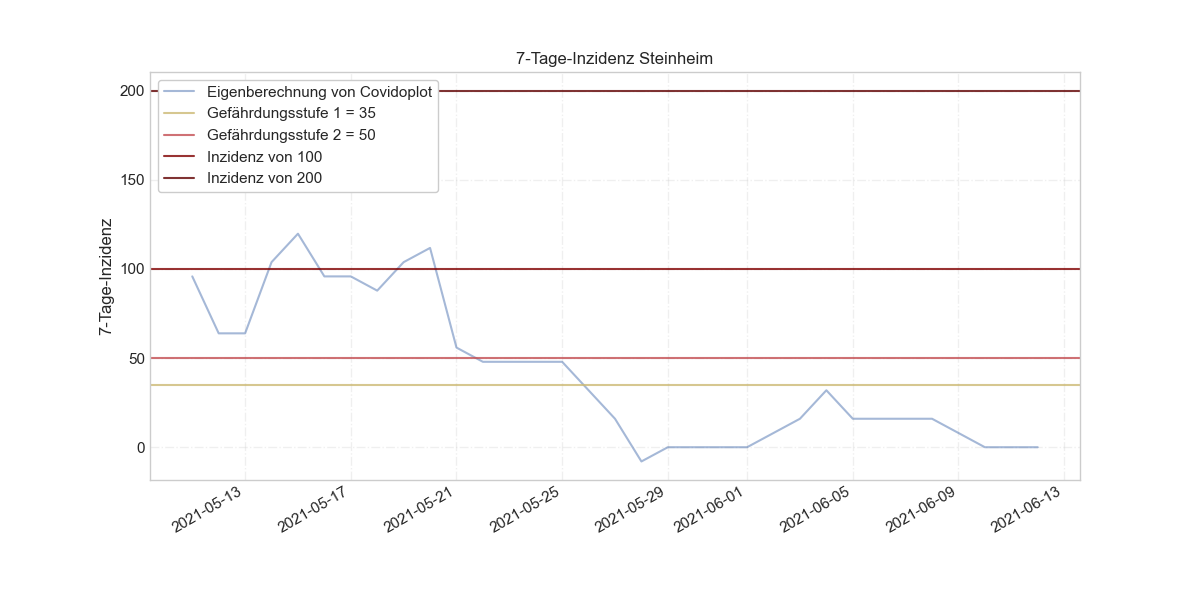 7-Tage-Inzidenz Steinheim
Eigenberechnung von Covidoplot
Gefährdungsstufe 1 = 35
Gefährdungsstufe 2 = 50
Inzidenz von 100
Inzidenz von 200
7-Tage-Inzidenz
200
150
100
50
0
2021-05-13
2021-05-17
2021-05-21
2021-05-25
2021-05-29
2021-06-01
2021-06-05
2021-06-09
2021-06-13